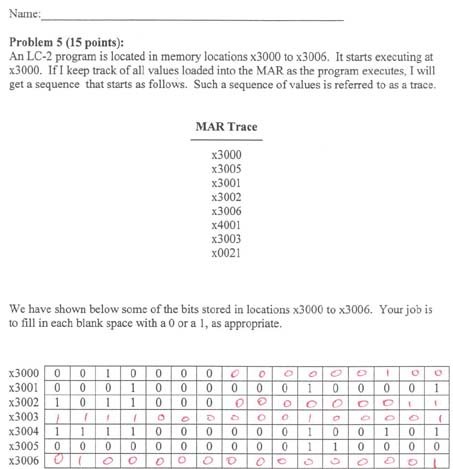 Name:
Problem 5 (15 points):
An LC-2 program is located in memory locations x3000 to x3006. It starts executing at
x3000. If I keep track of all values loaded into the MAR as the program executes, I will
get a sequence that starts as follows. Such a sequence of values is referred to as a trace.
MAR Trace
x3000
x3005
x3001
x3002
x3006
x4001
x3003
x0021
We have shown below some of the bits stored in locations x3000 to x3006. Your job is
to fill in each blank space with a 0 or a 1, as appropriate.
x3000 0 0 1 0 0 0 0 0 0 0 0 0 0 1 0 0
x3001 0 0 0 1 0 0 0 0 0 0 1 0 0 0 0 1
x3002 1 0 1 1 0 0 0 0 0 0 0 0 0 0 1 1
x3003 1 1 1 1 0 0 0 0 0 0 1 0 0 0 0 1
x3004 1 1 1 1 0 0 0 0 0 0 1 0 0 1 0 1
x3005 0 0 0 0 0 0 0 0 0 0 1 1 0 0 0 0
x3006 0 1 0 0 0 0 0 0 0 0 0 0 0 0 0 1